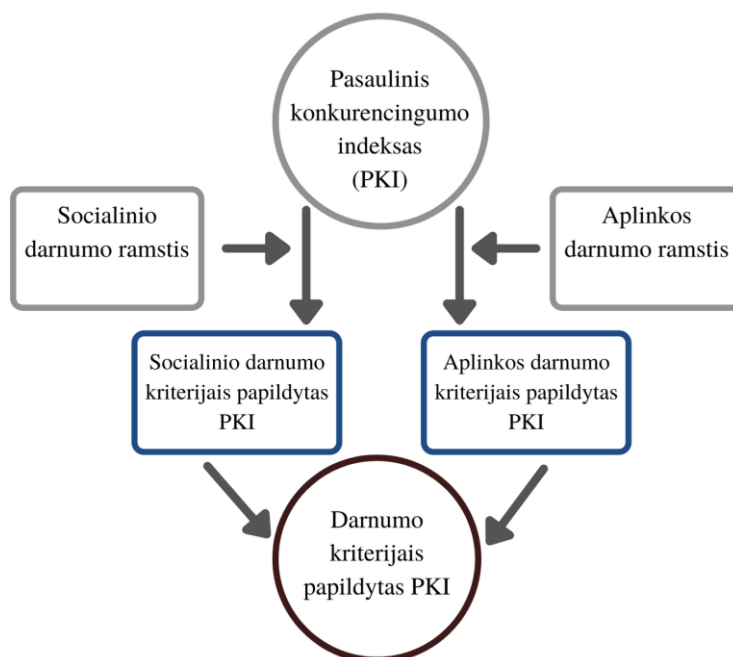 Pasaulinis
konkurencingumo
indeksas
(PKI)
Socialinio
darnumo ramstis
Aplinkos
darnumo ramstis
Socialinio darnumo
kriterijais papildytas
PKI
Aplinkos darnumo
kriterijais papildytas
PKI
Darnumo
kriterijais
papildytas PKI